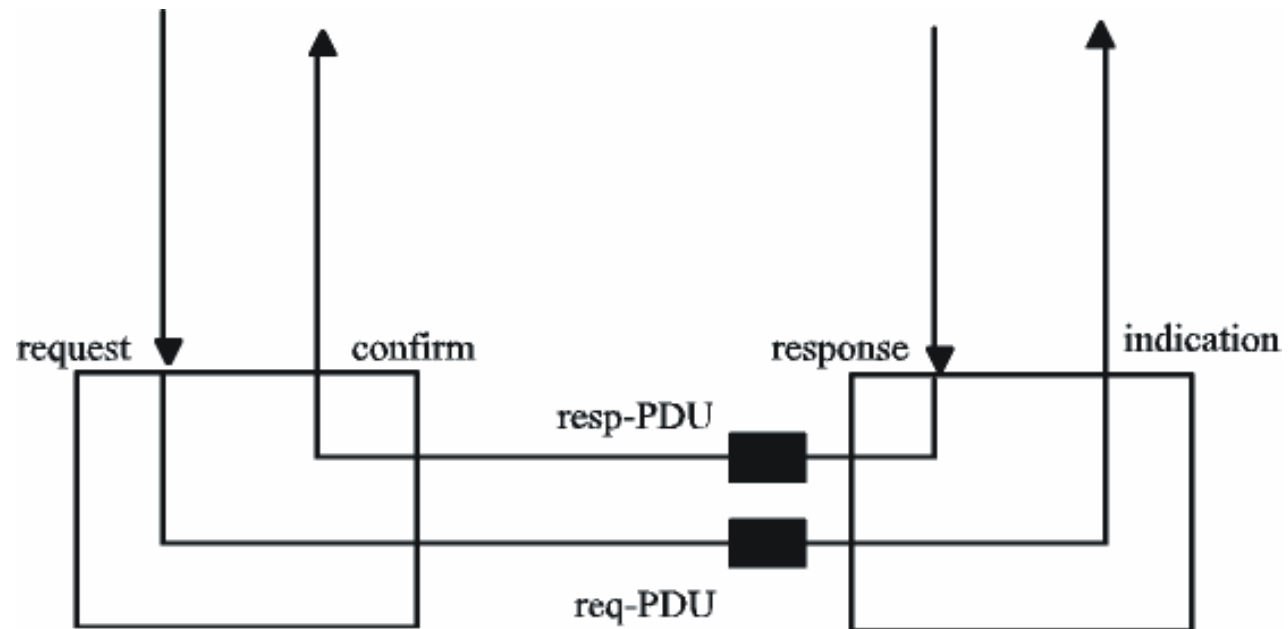 request
confirm
response
indication
resp-PDU
req-PDU